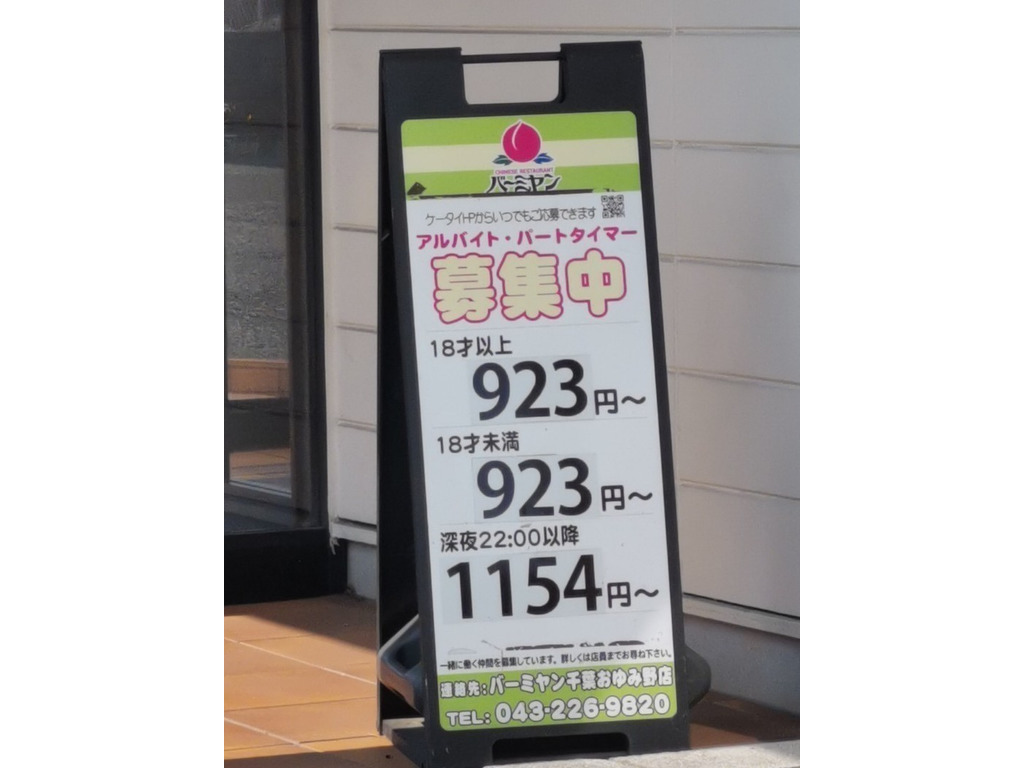 CHINESE RESTAURANT
バーミヤン
ケータイHPからいつでもご応募できます
アルバイト・パートタイマー
募集中
18才以上
923円～
18才未満
923円～
深夜22:00以降
1154円～
一緒に働く仲間を募集しています。詳しくは店員までお尋ね下さい。
連絡先:バーミヤン千葉おゆみ野店
TEL: 043-226-9820